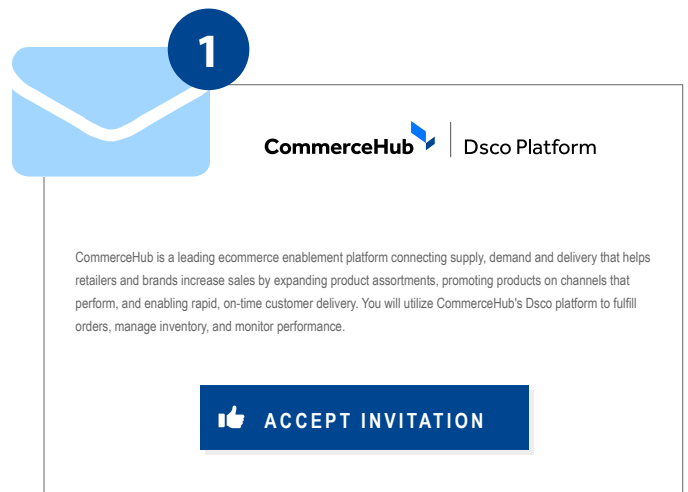 1
CommerceHub | Dsco Platform
CommerceHub is a leading ecommerce enablement platform connecting supply, demand and delivery that helps
retailers and brands increase sales by expanding product assortments, promoting products on channels that
perform, and enabling rapid, on-time customer delivery. You will utilize CommerceHub's Dsco platform to fulfill
orders, manage inventory, and monitor performance.
ACCEPT INVITATION